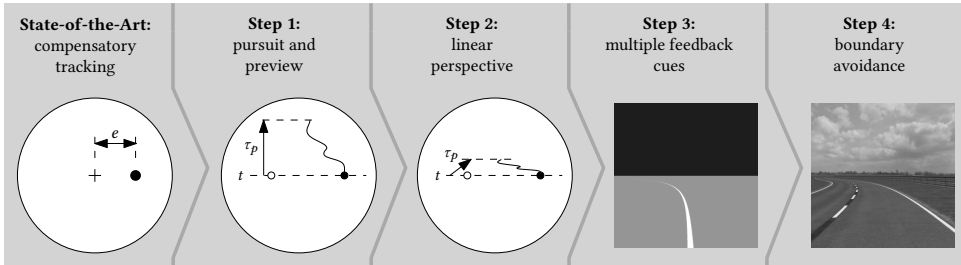 State-of-the-Art:
compensatory
tracking
e
Step 1:
pursuit and
preview
τp
t
Step 2:
linear
perspective
τp
t
Step 3:
multiple feedback
cues
Step 4:
boundary
avoidance